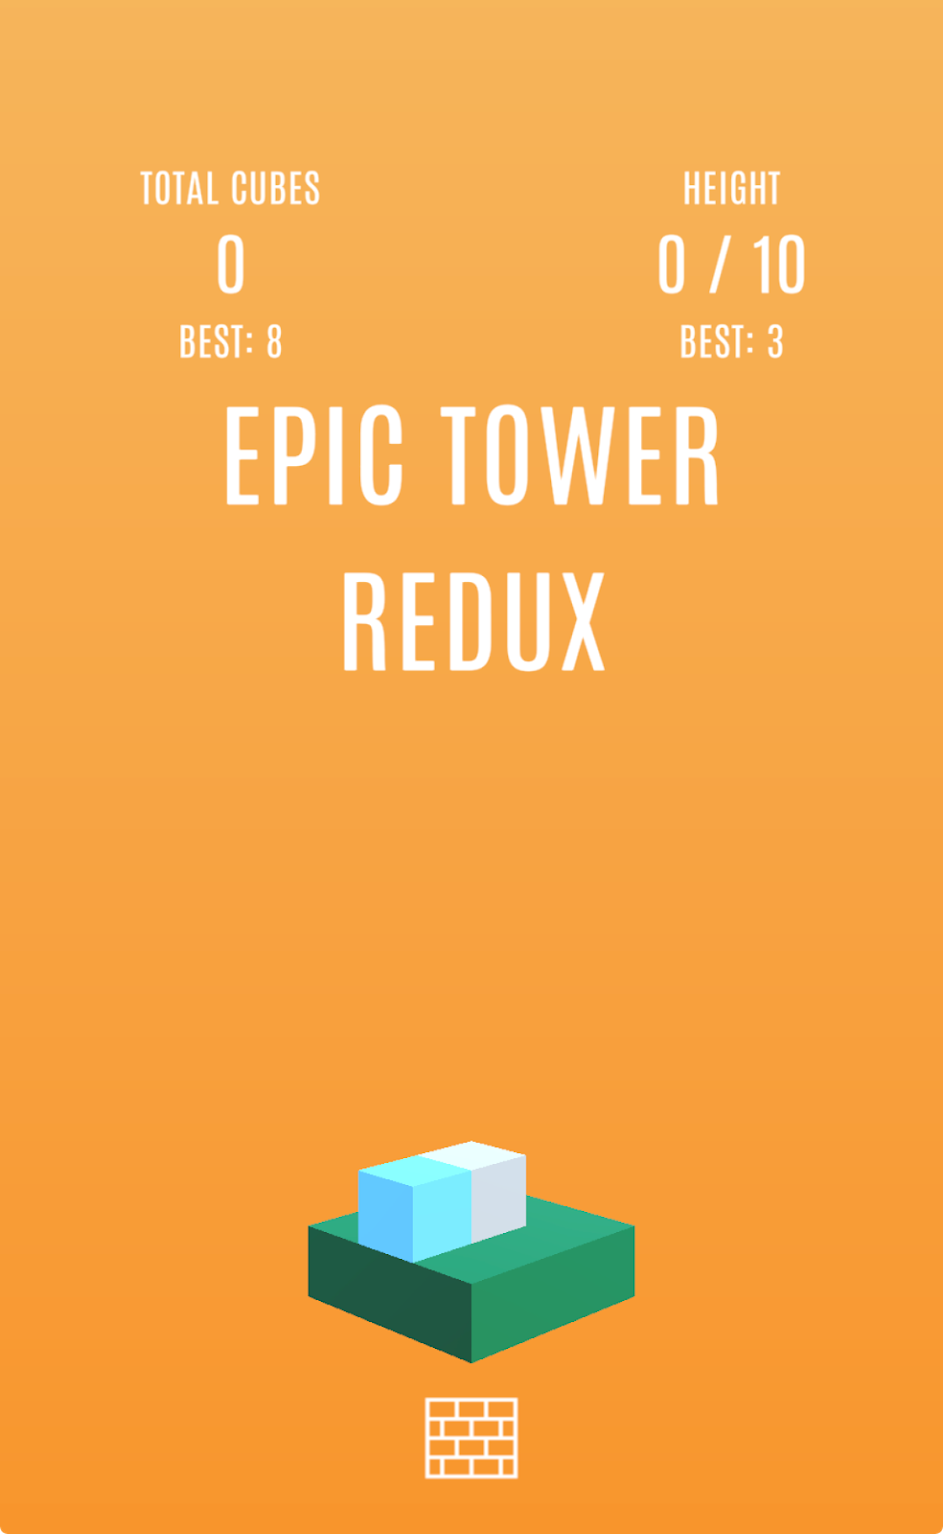 TOTAL CUBES
0
BEST: 8
HEIGHT
0 / 10
BEST: 3
EPIC TOWER
REDUX